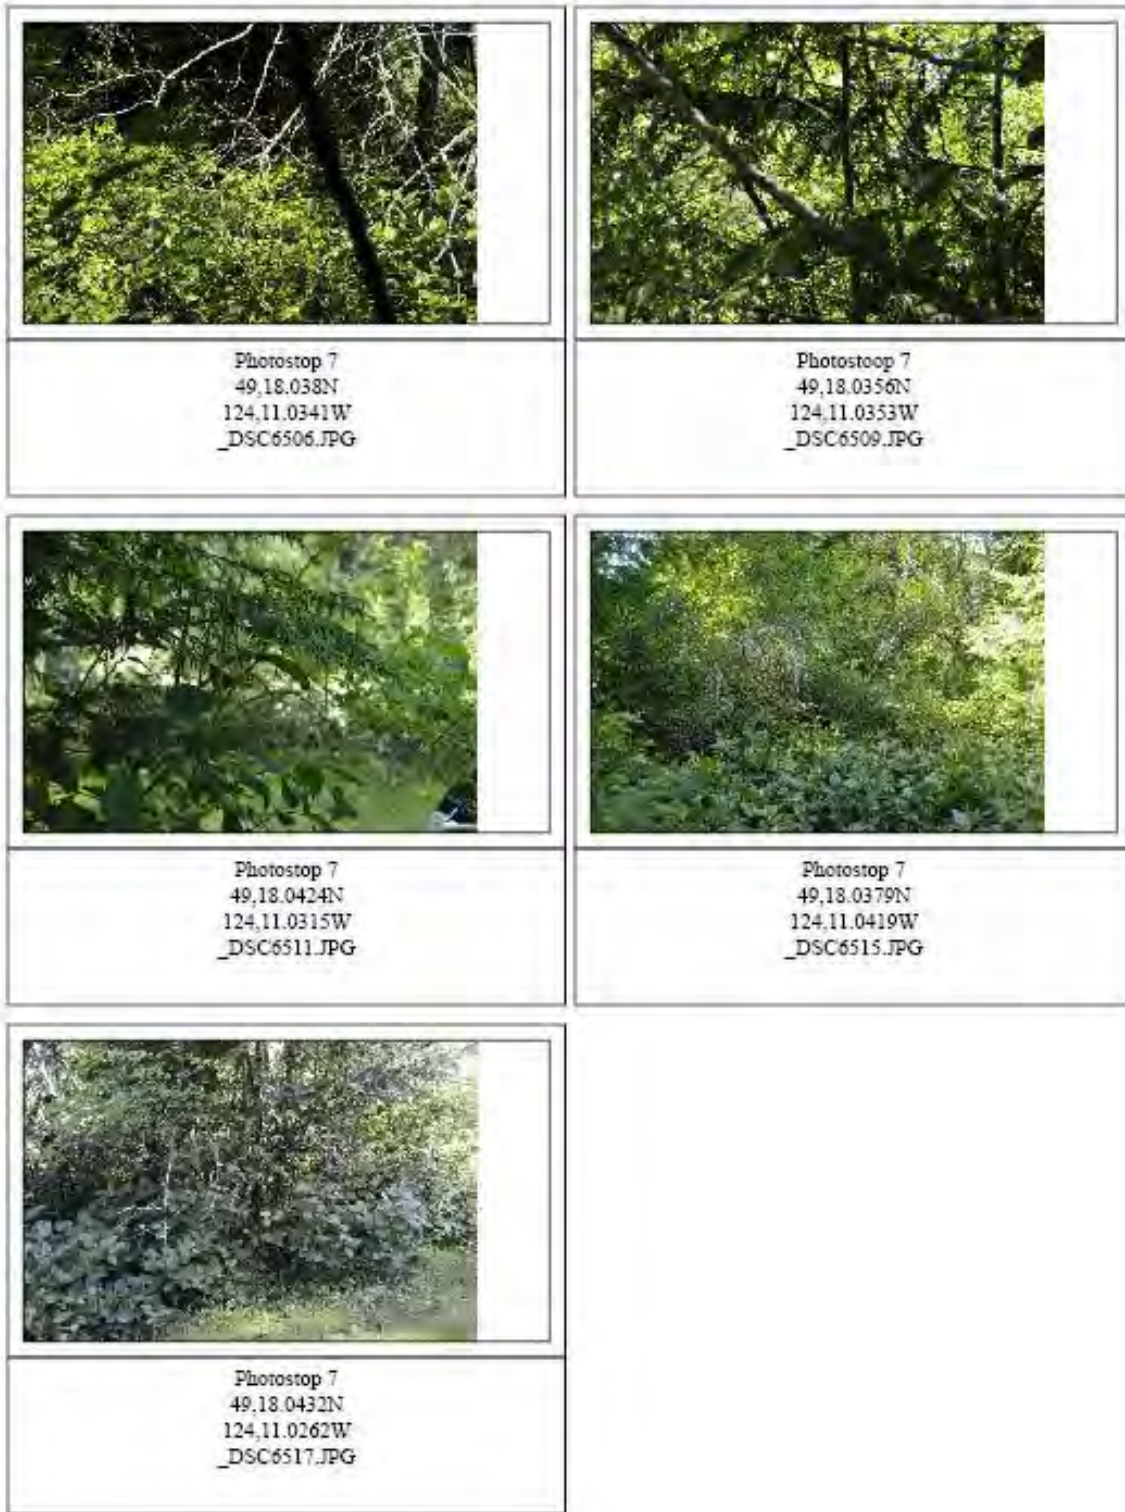 Photostop 7
49,18.038N
124,11.0341W
_DSC6506.JPG
Photostoop 7
49,18.0356N
124,11.0353W
_DSC6509.JPG
Photostop 7
49,18.0424N
124,11.0315W
_DSC6511.JPG
Photostop 7
49,18.0379N
124,11.0419W
_DSC6515.JPG
Photostop 7
49,18.0432N
124,11.0262W
_DSC6517.JPG